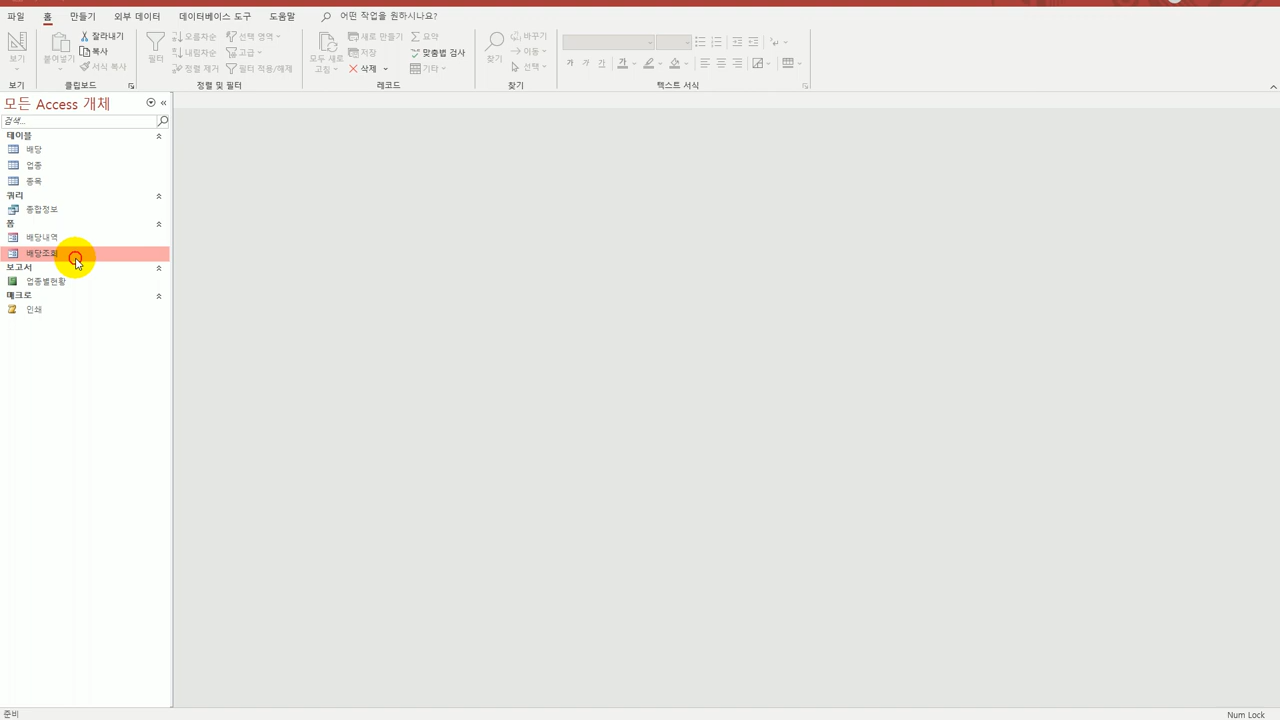 파일 홈 만들기 외부 데이터 데이터베이스 도구 도움말 어떤 작업을 원하시나요?
잘라내기 오름차순 선택 영역 새로 만들기 요약 바꾸기
보기 붙여넣기 복사 필터 내림차순 고급 모두 새로 고침 저장 맞춤법 검사 찾기 이동
서식 복사 정렬 제거 필터 적용/해제 삭제 기타 선택 가 가 가 가
보기 클립보드 정렬 및 필터 레코드 찾기 텍스트 서식
모든 Access 개체
검색...
테이블
배당
업종
종목
쿼리
종합정보
폼
배당내역
배당조회
보고서
업종별현황
매크로
인쇄
준비 Num Lock